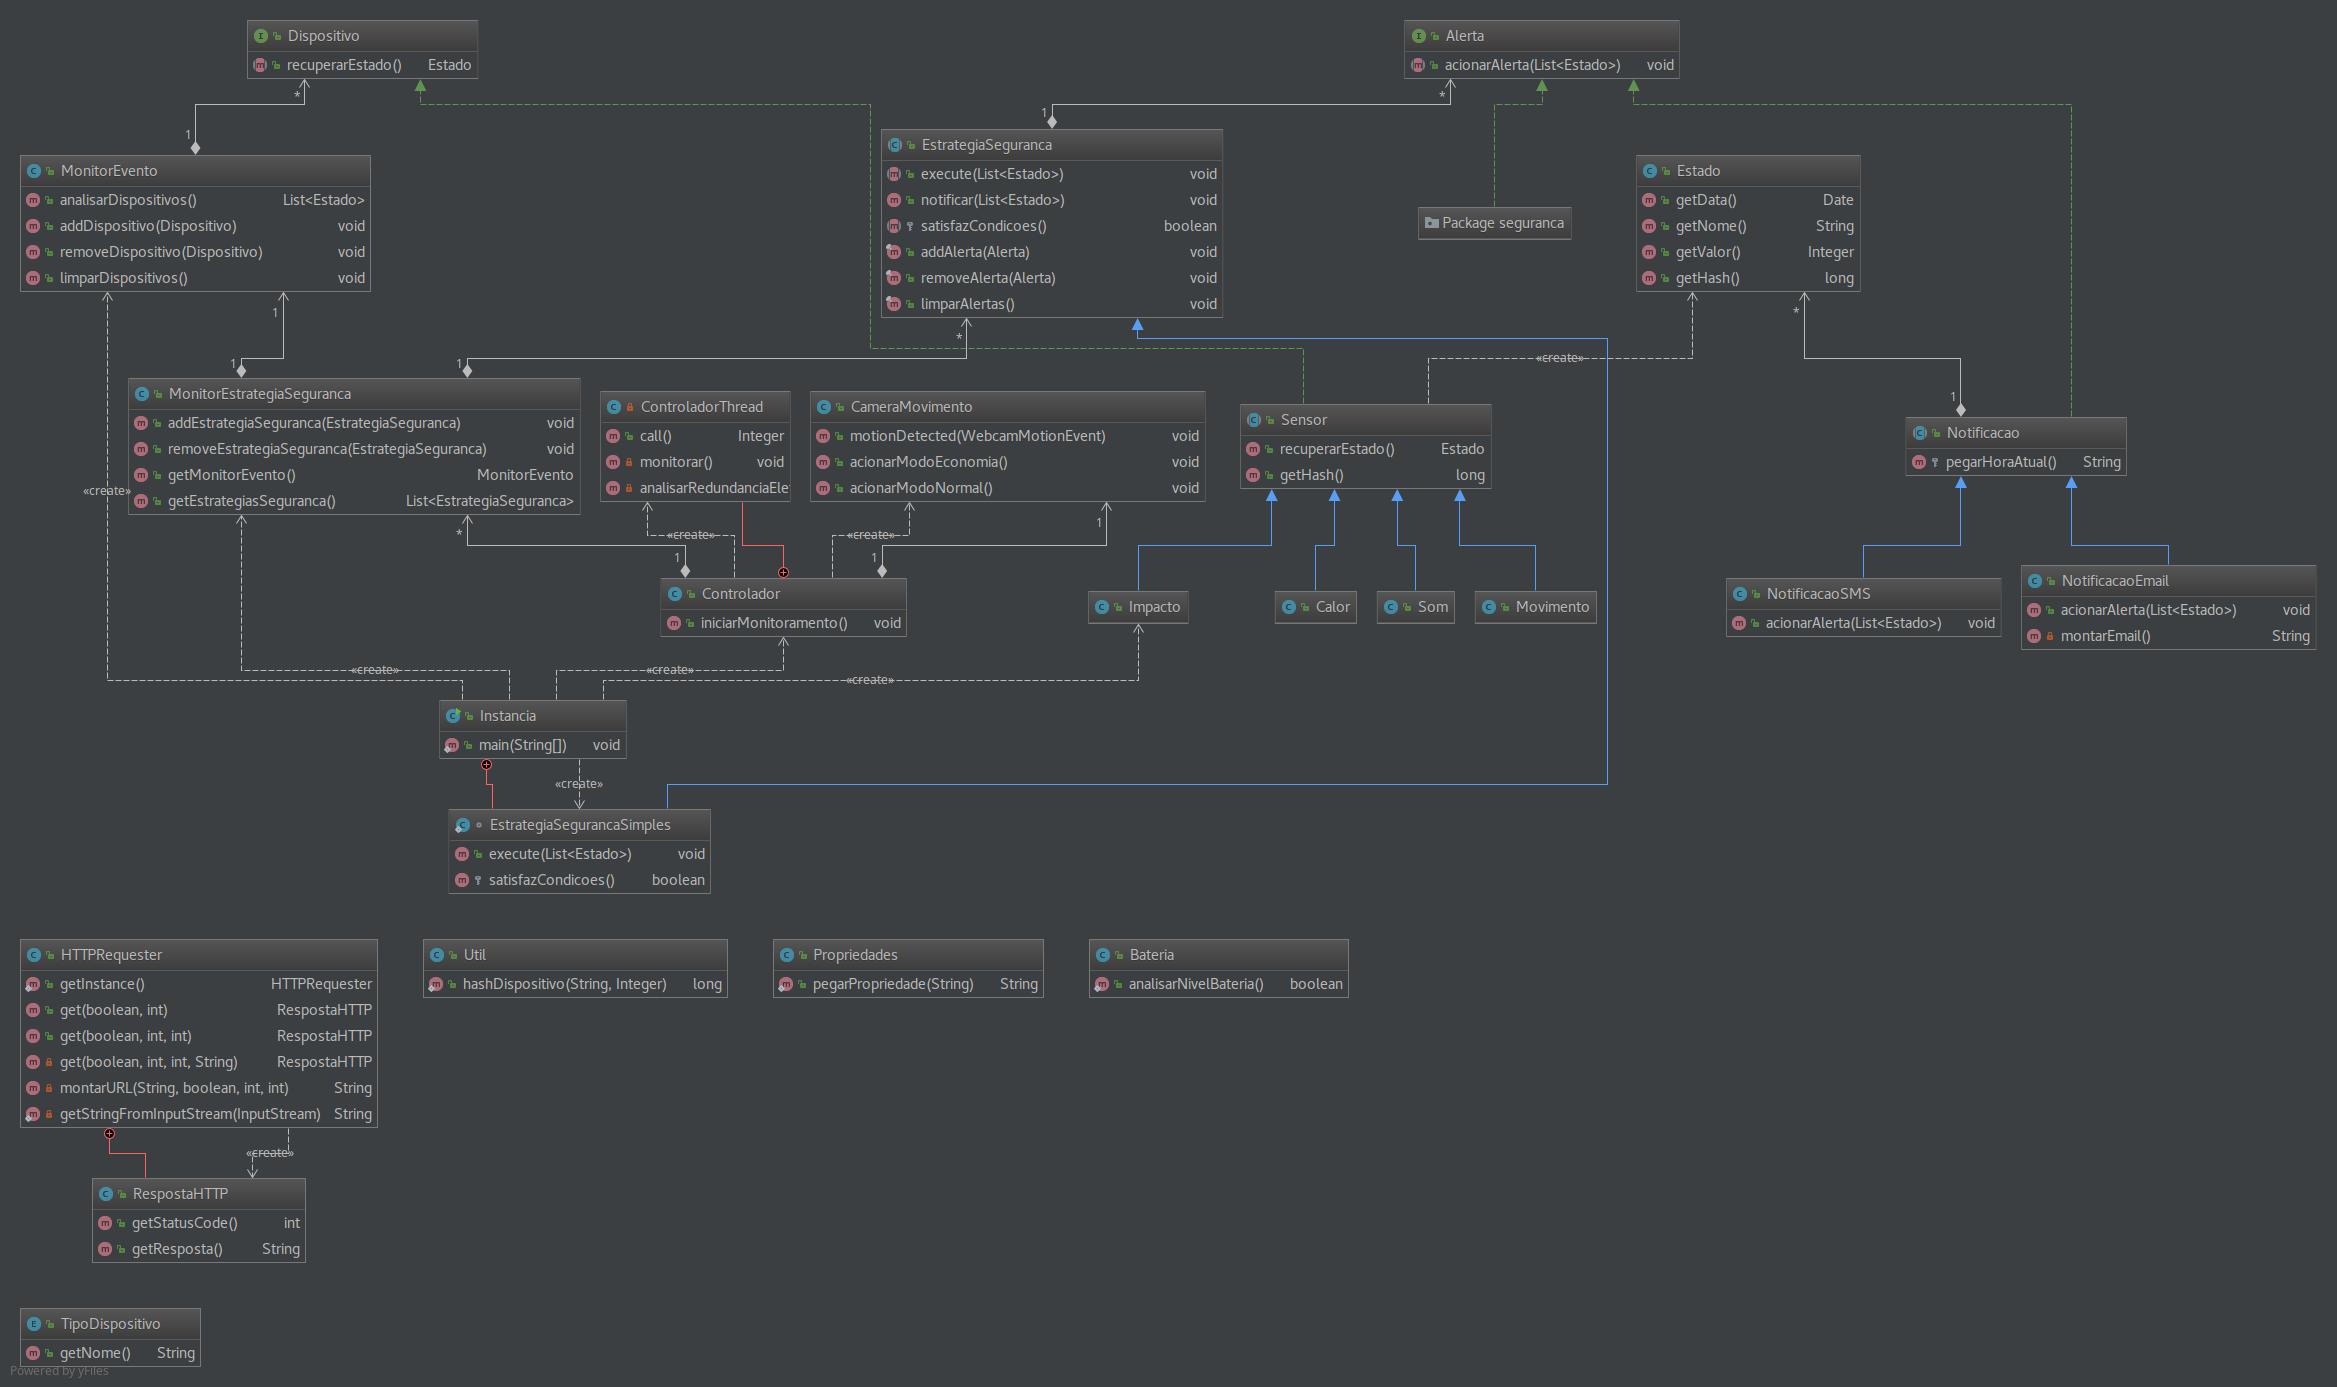 Dispositivo
recuperarEstado() Estado
Alerta
acionarAlerta(List<Estado>) void
*
1
*
1
MonitorEvento
analisarDispositivos() List<Estado>
addDispositivo(Dispositivo) void
removeDispositivo(Dispositivo) void
limparDispositivos() void
EstrategiaSeguranca
execute(List<Estado>) void
notificar(List<Estado>) void
satisfazCondicoes() boolean
addAlerta(Alerta) void
removeAlerta(Alerta) void
limparAlertas() void
Package seguranca
Estado
getData() Date
getNome() String
getValor() Integer
getHash() long
1
1
*
1
*
1
«create»
«create»
MonitorEstrategiaSeguranca
addEstrategiaSeguranca(EstrategiaSeguranca) void
removeEstrategiaSeguranca(EstrategiaSeguranca) void
getMonitorEvento() MonitorEvento
getEstrategiasSeguranca() List<EstrategiaSeguranca>
ControladorThread
call() Integer
monitorar() void
analisarRedundanciaEle
CameraMovimento
motionDetected(WebcamMotionEvent) void
acionarModoEconomia() void
acionarModoNormal() void
Sensor
recuperarEstado() Estado
getHash() long
Notificacao
pegarHoraAtual() String
*
1
«create»
«create»
1
1
Controlador
iniciarMonitoramento() void
Impacto
Calor
Som
Movimento
NotificacaoSMS
acionarAlerta(List<Estado>) void
NotificacaoEmail
acionarAlerta(List<Estado>) void
montarEmail() String
«create»
«create»
«create»
Instancia
main(String[]) void
«create»
EstrategiaSegurancaSimples
execute(List<Estado>) void
satisfazCondicoes() boolean
HTTPRequester
getInstance() HTTPRequester
get(boolean, int) RespostaHTTP
get(boolean, int, int) RespostaHTTP
get(boolean, int, int, String) RespostaHTTP
montarURL(String, boolean, int, int) String
getStringFromInputStream(InputStream) String
Util
hashDispositivo(String, Integer) long
Propriedades
pegarPropriedade(String) String
Bateria
analisarNivelBateria() boolean
«create»
RespostaHTTP
getStatusCode() int
getResposta() String
TipoDispositivo
getNome() String
Powered by yFiles